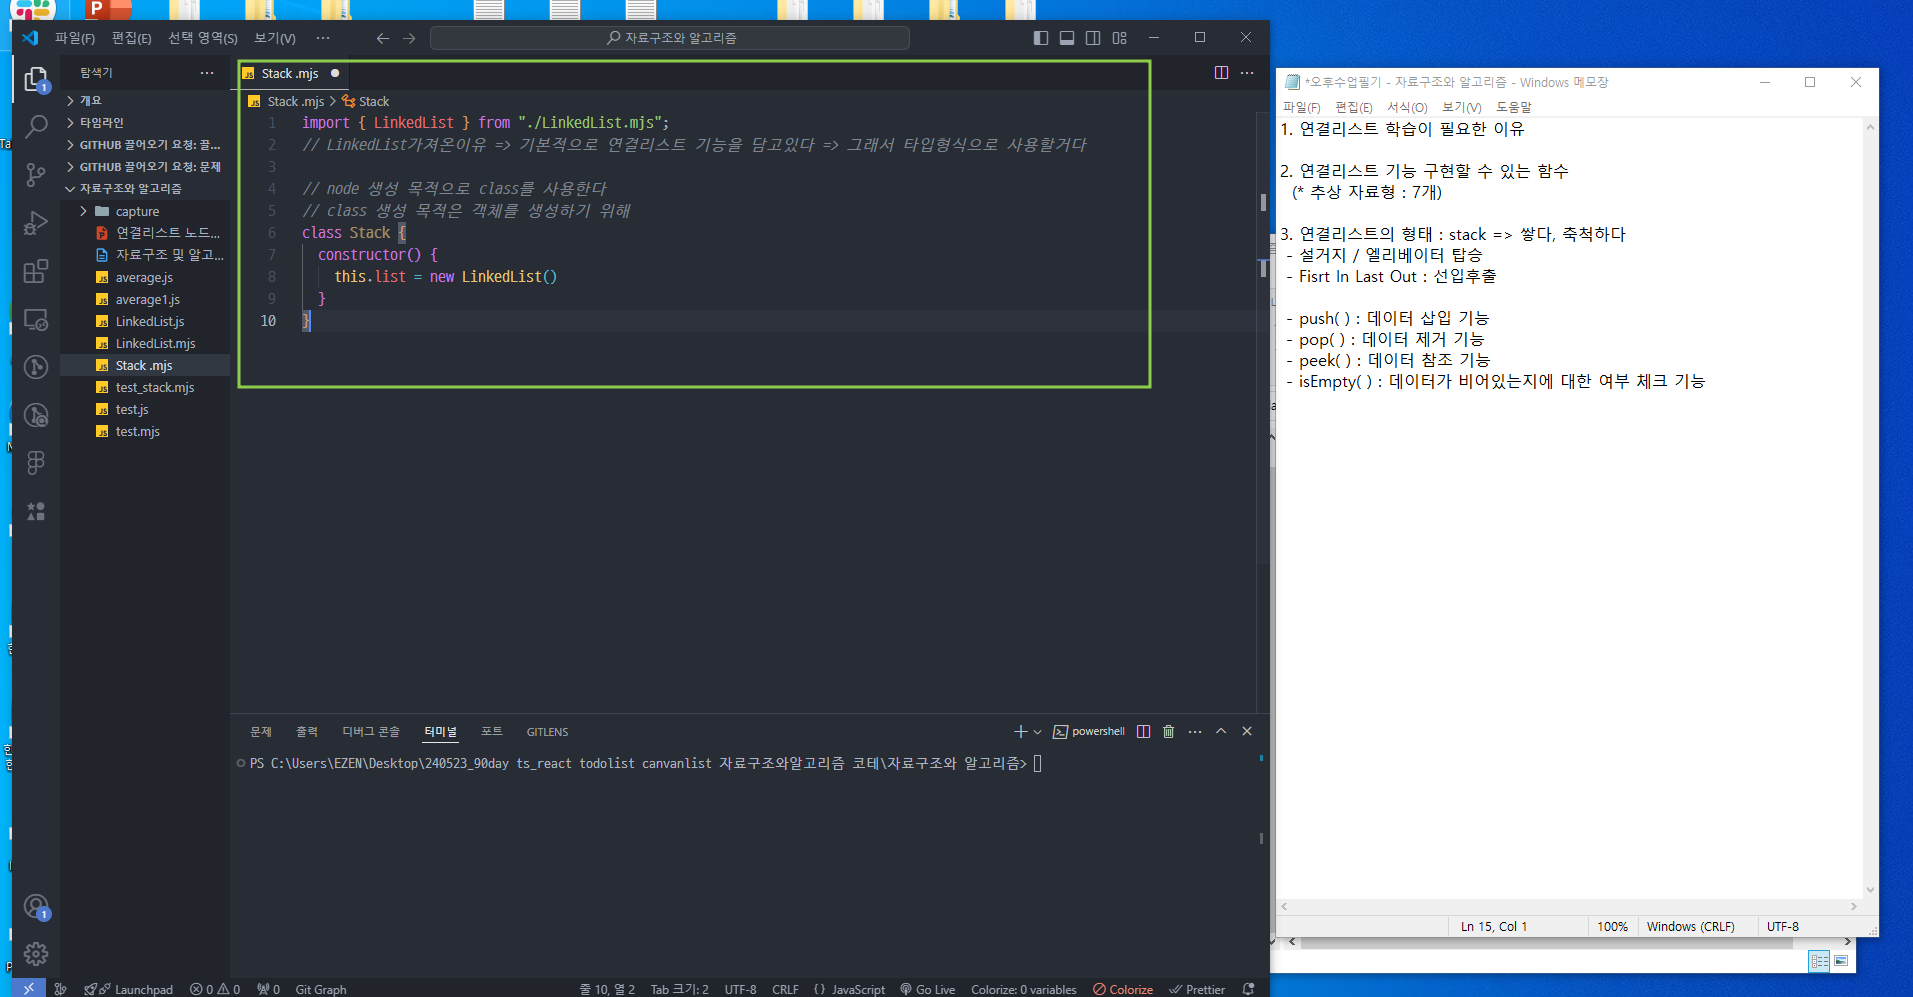 파일(F) 편집(E) 선택 영역(S) 보기(V) ··· 자료구조와 알고리즘
탐색기 ···
개요
타임라인
GITHUB 끌어오기 요청: 끌...
GITHUB 끌어오기 요청: 문제
자료구조와 알고리즘
capture
연결리스트 노드...
자료구조 및 알고...
average.js
average1.js
LinkedList.js
LinkedList.mjs
Stack .mjs
test_stack.mjs
test.js
test.mjs
1
1
Stack .mjs
Stack .mjs > Stack
1 import { LinkedList } from "./LinkedList.mjs";
2 // LinkedList가져온이유 => 기본적으로 연결리스트 기능을 담고있다 => 그래서 타입형식으로 사용할거다
3
4 // node 생성 목적으로 class를 사용한다
5 // class 생성 목적은 객체를 생성하기 위해
6 class Stack {
7 constructor() {
8 this.list = new LinkedList()
9 }
10 }
문제 출력 디버그 콘솔 터미널 포트 GITLENS powershell
PS C:\Users\EZEN\Desktop\240523_90day ts_react todolist canvanlist 자료구조와알고리즘 코테\자료구조와 알고리즘>
Launchpad 0 0 0 Git Graph 줄 10, 열 2 Tab 크기: 2 UTF-8 CRLF {} JavaScript Go Live Colorize: 0 variables Colorize Prettier
*오후수업필기 - 자료구조와 알고리즘 - Windows 메모장
파일(F) 편집(E) 서식(O) 보기(V) 도움말
1. 연결리스트 학습이 필요한 이유
2. 연결리스트 기능 구현할 수 있는 함수
(* 추상 자료형 : 7개)
3. 연결리스트의 형태 : stack => 쌓다, 축척하다
- 설거지 / 엘리베이터 탑승
- Fisrt In Last Out : 선입후출
- push( ) : 데이터 삽입 기능
- pop( ) : 데이터 제거 기능
- peek( ) : 데이터 참조 기능
- isEmpty( ) : 데이터가 비어있는지에 대한 여부 체크 기능
Ln 15, Col 1 100% Windows (CRLF) UTF-8